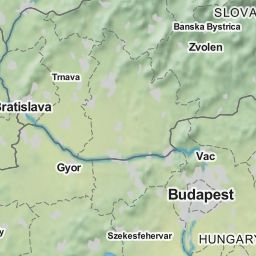 SLOVA
Banska Bystrica
Zvolen
Trnava
Bratislava
Vac
Gyor
Budapest
y
Szekesfehervar
HUNGARY